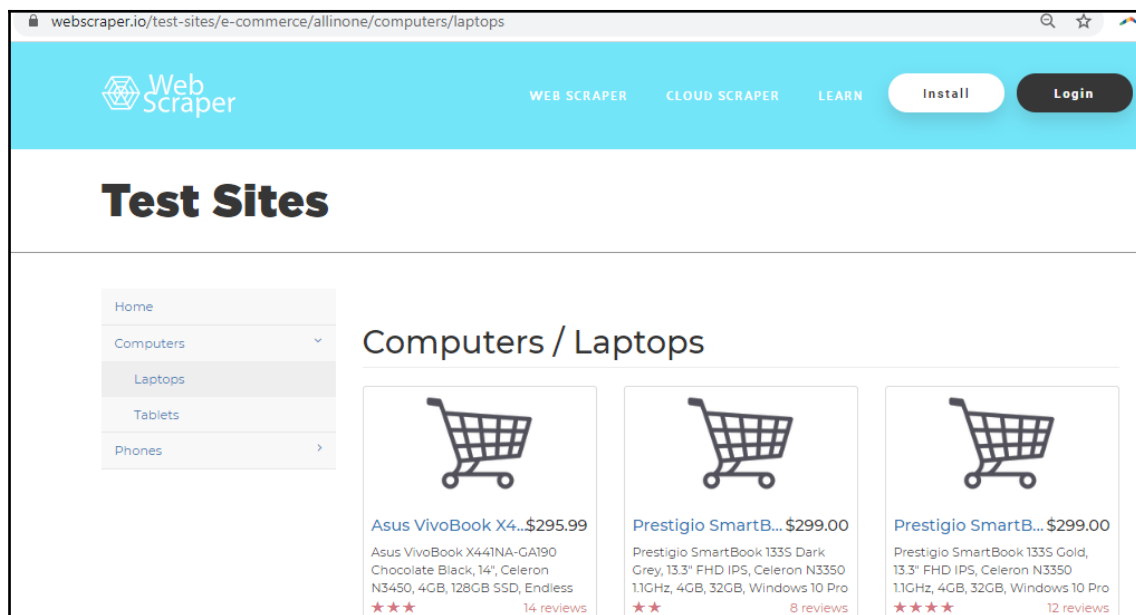 webscraper.io/test-sites/e-commerce/allinone/computers/laptops
Web
Scraper
WEB SCRAPER
CLOUD SCRAPER
LEARN
Install
Login
Test Sites
Home
Computers
Laptops
Tablets
Phones
Computers / Laptops
Asus VivoBook X4...$295.99
Asus VivoBook X441NA-GA190
Chocolate Black, 14", Celeron
N3450, 4GB, 128GB SSD, Endless
14 reviews
Prestigio SmartB... $299.00
Prestigio SmartBook 133S Dark
Grey, 13.3" FHD IPS, Celeron N3350
1.1GHz, 4GB, 32GB, Windows 10 Pro
8 reviews
Prestigio SmartB... $299.00
Prestigio SmartBook 133S Gold,
13.3" FHD IPS, Celeron N3350
1.1GHz, 4GB, 32GB, Windows 10 Pro
12 reviews